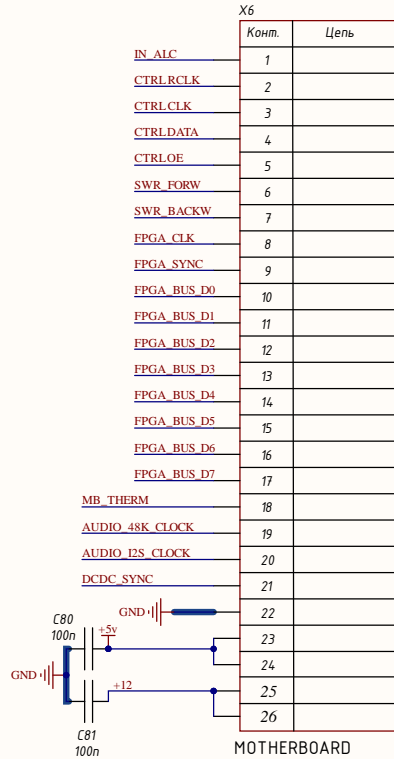 X6
Конт. Цепь
IN_ALC 1
CTRLRCLK 2
CTRLCLK 3
CTRLDATA 4
CTRLOE 5
SWR_FORW 6
SWR_BACKW 7
FPGA_CLK 8
FPGA_SYNC 9
FPGA_BUS_D0 10
FPGA_BUS_D1 11
FPGA_BUS_D2 12
FPGA_BUS_D3 13
FPGA_BUS_D4 14
FPGA_BUS_D5 15
FPGA_BUS_D6 16
FPGA_BUS_D7 17
MB_THERM 18
AUDIO_48K_CLOCK 19
AUDIO_I2S_CLOCK 20
DCDC_SYNC 21
GND 22
C80
100n
+5v 23
24
GND
+12 25
26
C81
100n
MOTHERBOARD